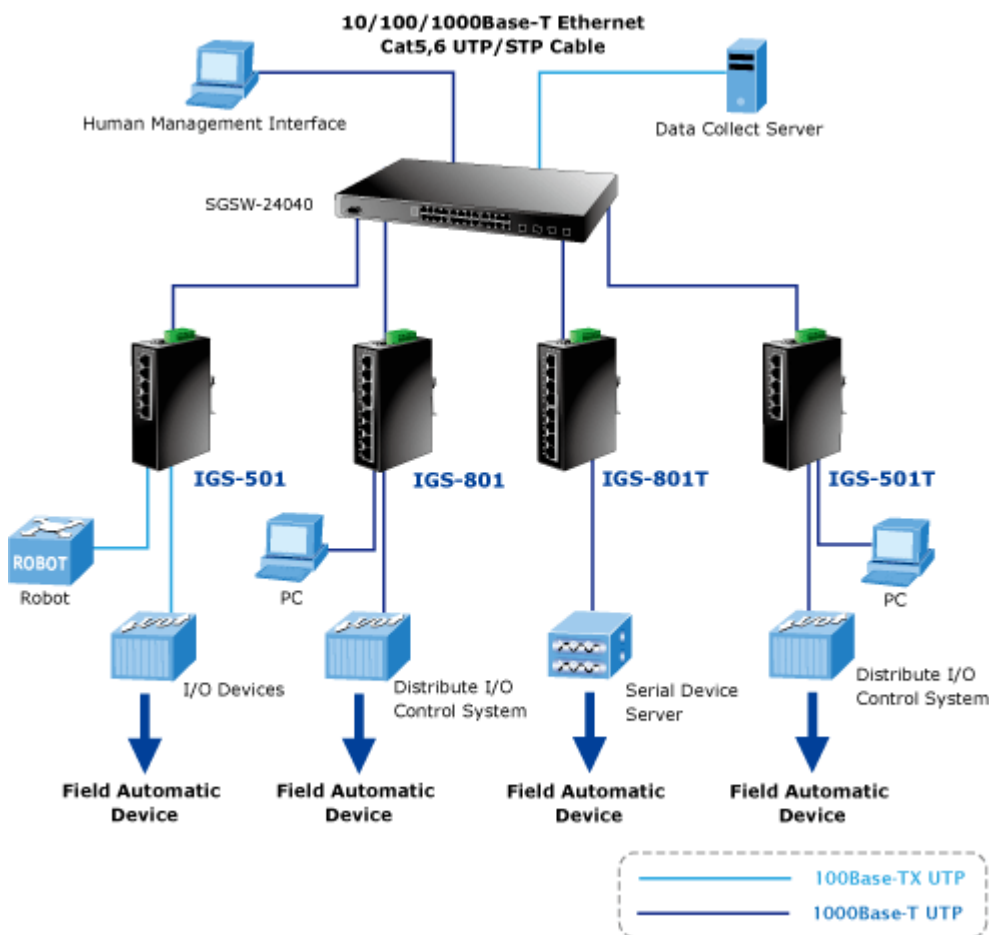 10/100/1000Base-T Ethernet
Cat5,6 UTP/STP Cable
Human Management Interface
Data Collect Server
SGSW-24040
IGS-501
IGS-801
IGS-801T
IGS-501T
ROBOT
Robot
PC
PC
I/O Devices
Distribute I/O
Control System
Serial Device
Server
Distribute I/O
Control System
Field Automatic
Device
Field Automatic
Device
Field Automatic
Device
Field Automatic
Device
100Base-TX UTP
1000Base-T UTP